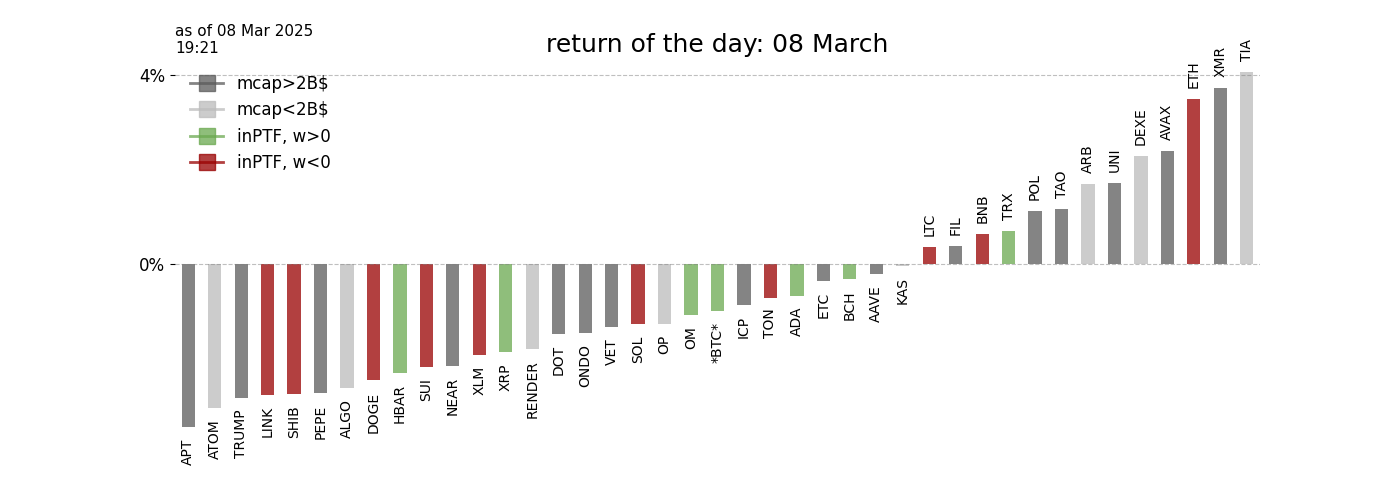 as of 08 Mar 2025
19:21
return of the day: 08 March
4%
0%
mcap>2B$
mcap<2B$
inPTF, w>0
inPTF, w<0
APT
ATOM
TRUMP
LINK
SHIB
PEPE
ALGO
DOGE
HBAR
SUI
NEAR
XLM
XRP
RENDER
DOT
ONDO
VET
SOL
OP
OM
*BTC*
ICP
TON
ADA
ETC
BCH
AAVE
KAS
LTC
FIL
BNB
TRX
POL
TAO
ARB
UNI
DEXE
AVAX
ETH
XMR
TIA